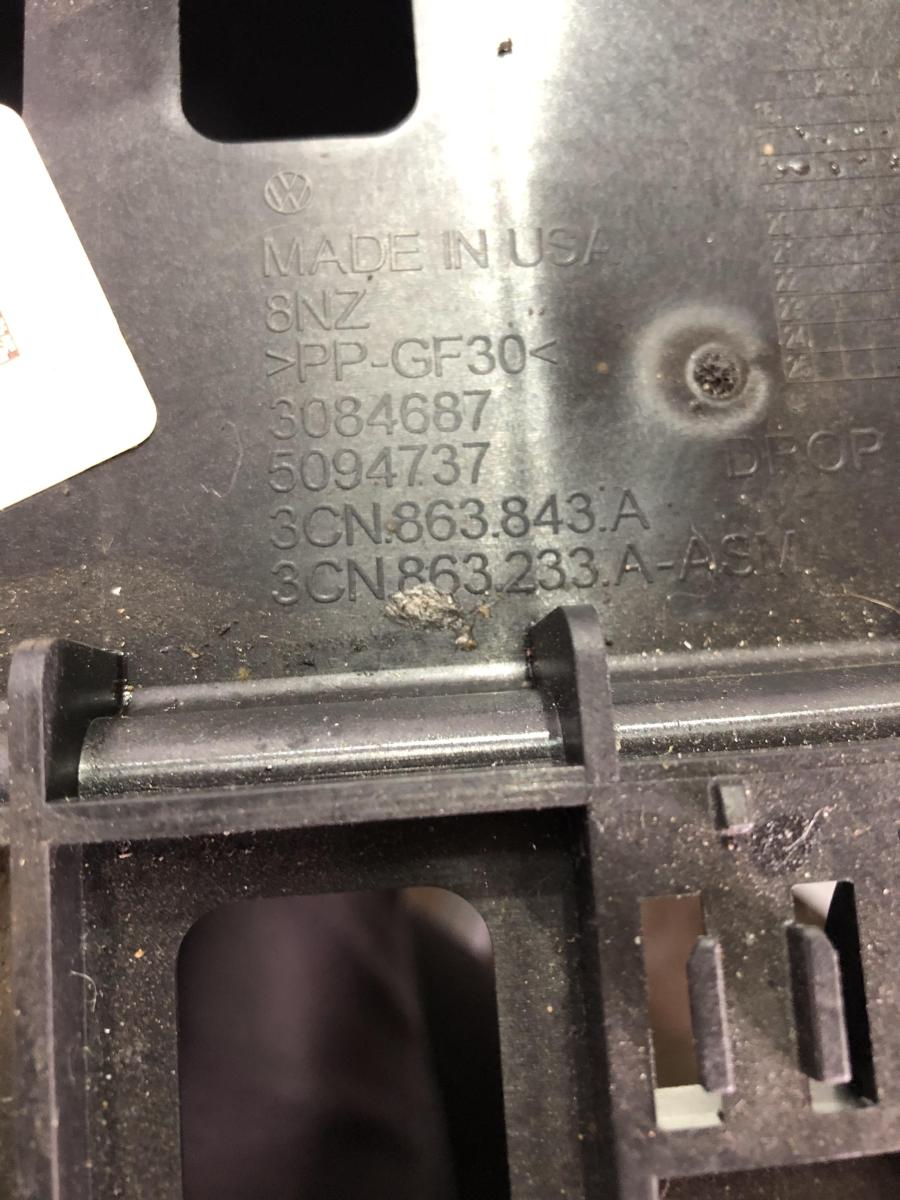 MADE IN USA
8NZ
>PP-GF30<
3084687
5094737
3CN.863.843.A
3CN.863.233.A-ASM
DROP